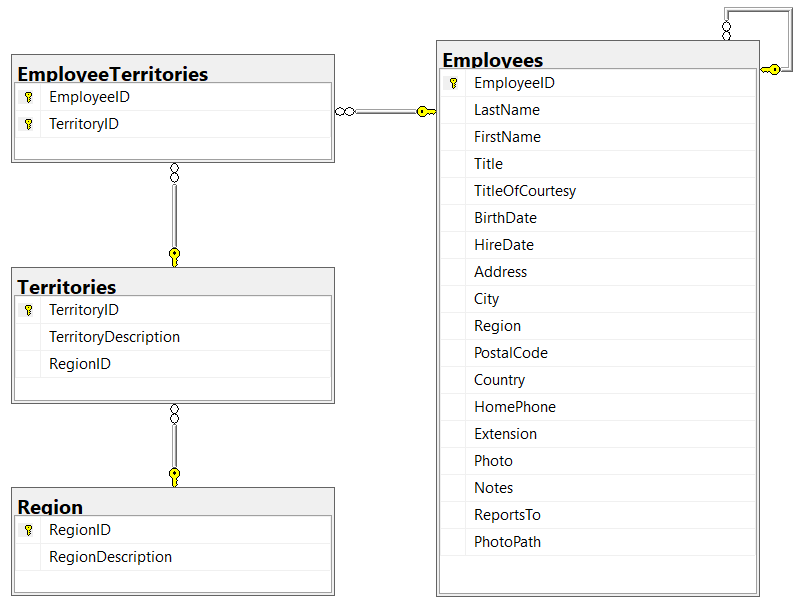 EmployeeTerritories
EmployeeID
TerritoryID
Territories
TerritoryID
TerritoryDescription
RegionID
Region
RegionID
RegionDescription
Employees
EmployeeID
LastName
FirstName
Title
TitleOfCourtesy
BirthDate
HireDate
Address
City
Region
PostalCode
Country
HomePhone
Extension
Photo
Notes
ReportsTo
PhotoPath